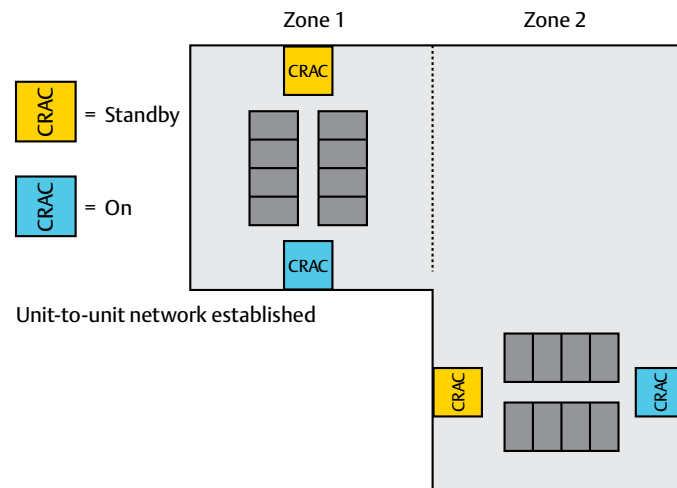 Zone 1
Zone 2
CRAC
CRAC
= Standby
CRAC
= On
CRAC
Unit-to-unit network established
CRAC
CRAC